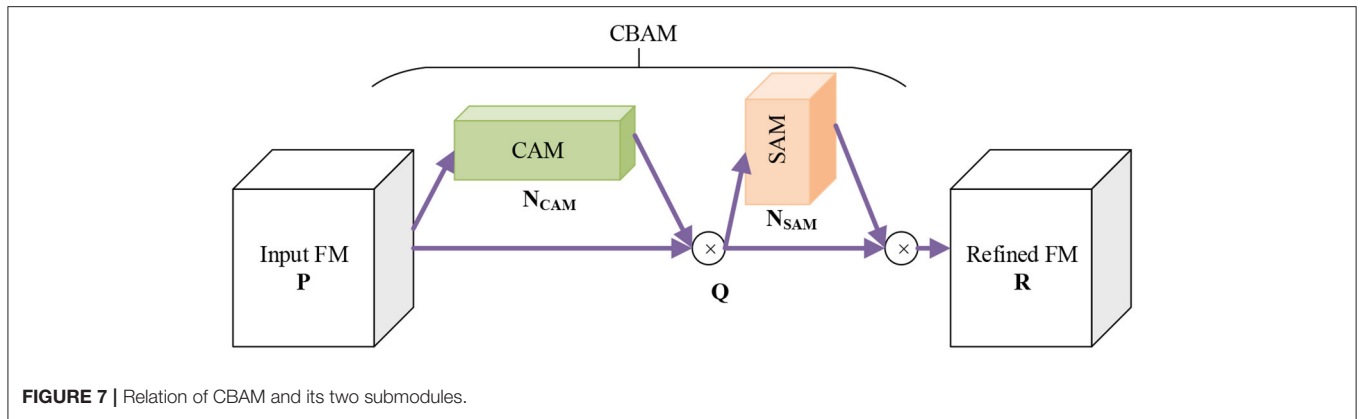 CBAM
CAM
SAM
N_CAM
N_SAM
Input FM
P
×
×
Q
Refined FM
R
FIGURE 7 | Relation of CBAM and its two submodules.